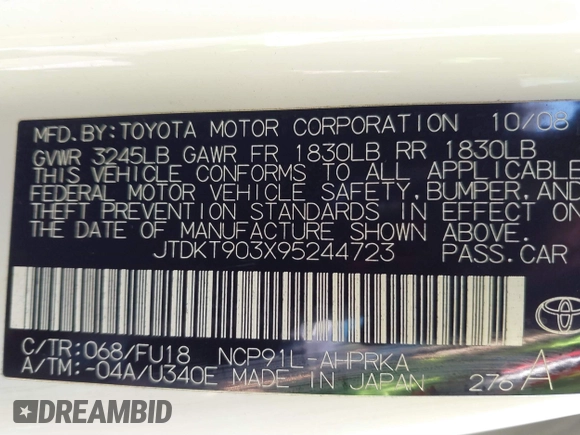 MFD.BY:TOYOTA MOTOR CORPORATION 10/08
GVWR 3245LB GAWR FR 1830LB RR 1830LB
THIS VEHICLE CONFORMS TO ALL APPLICABLE
FEDERAL MOTOR VEHICLE SAFETY, BUMPER, AND
THEFT PREVENTION STANDARDS IN EFFECT ON
THE DATE OF MANUFACTURE SHOWN ABOVE.
JTDKT903X95244723 PASS.CAR
C/TR:068/FU18 NCP91L-AHPRKA
A/TM:-04A/U340E MADE IN JAPAN 276 A
DREAMBID